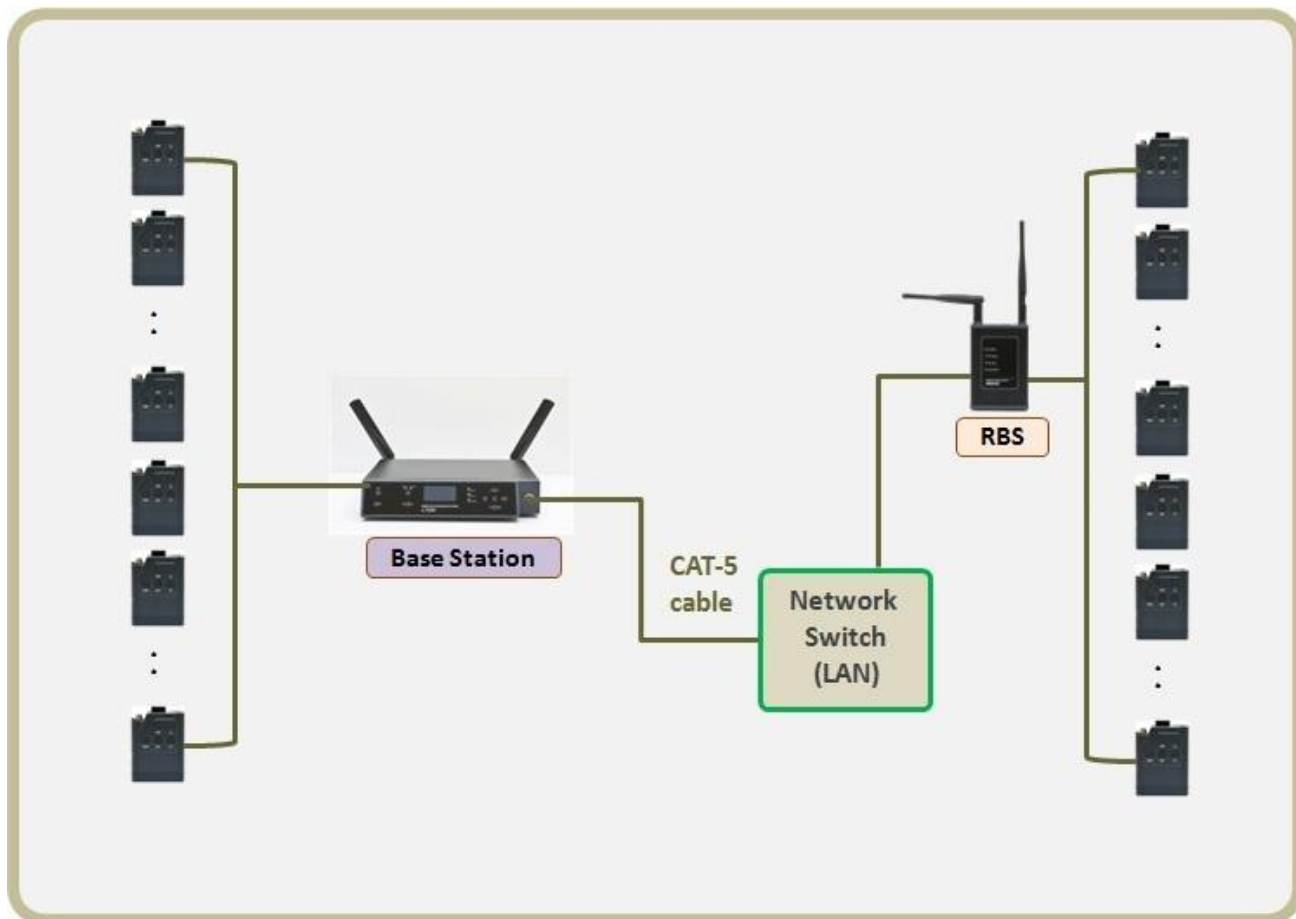 Base Station
CAT-5
cable
Network
Switch
(LAN)
RBS